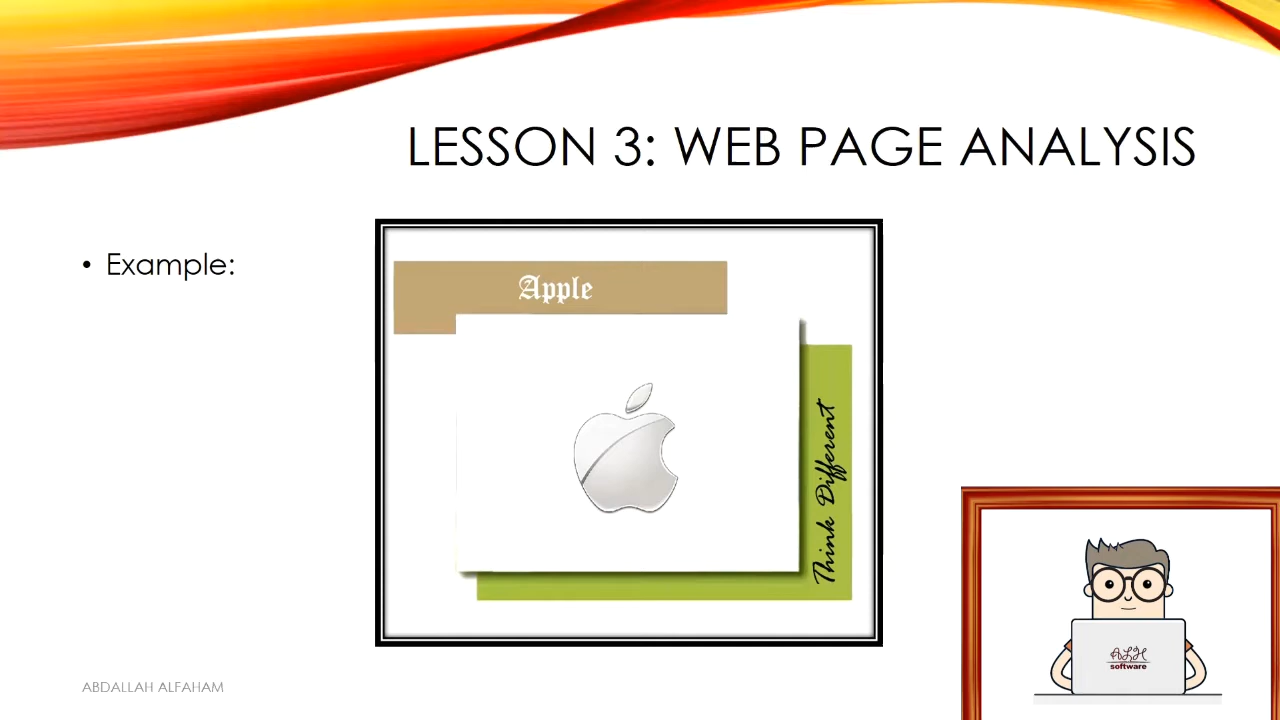 LESSON 3: WEB PAGE ANALYSIS
• Example:
Apple
Think Different
ALH
software
ABDALLAH ALFAHAM